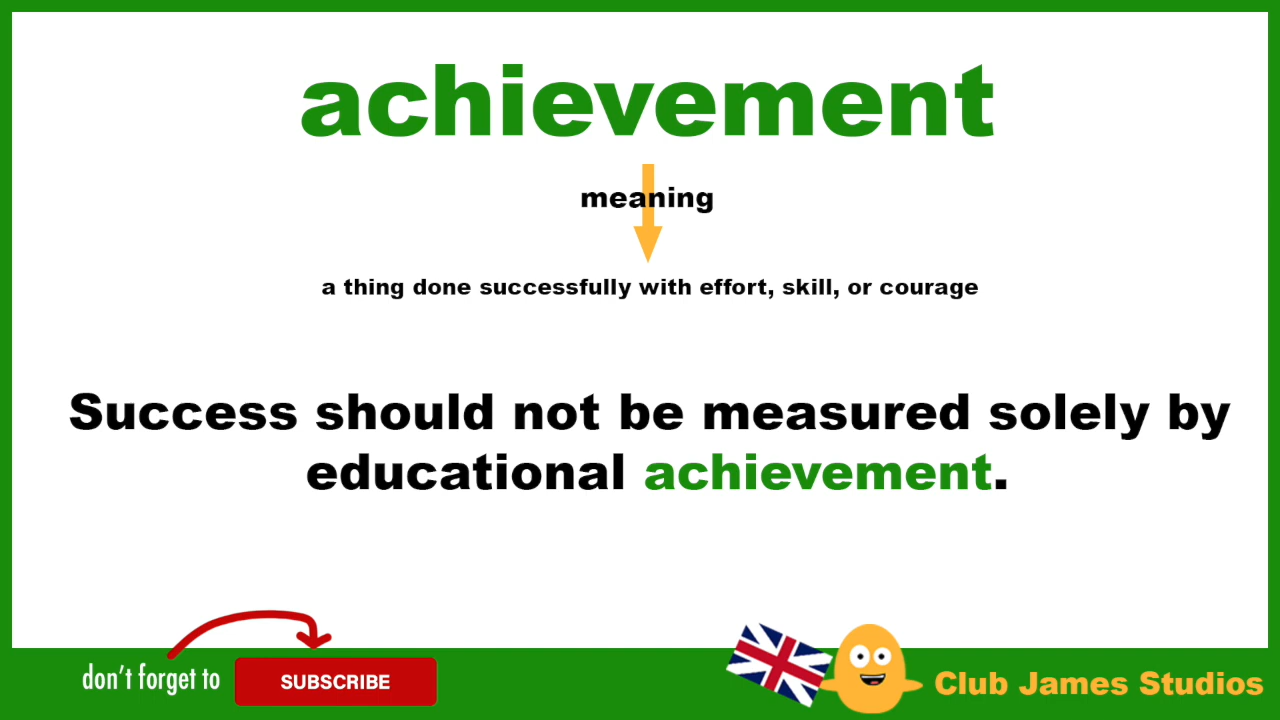 achievement
meaning
a thing done successfully with effort, skill, or courage
Success should not be measured solely by
educational achievement.
don't forget to
SUBSCRIBE
Club James Studios